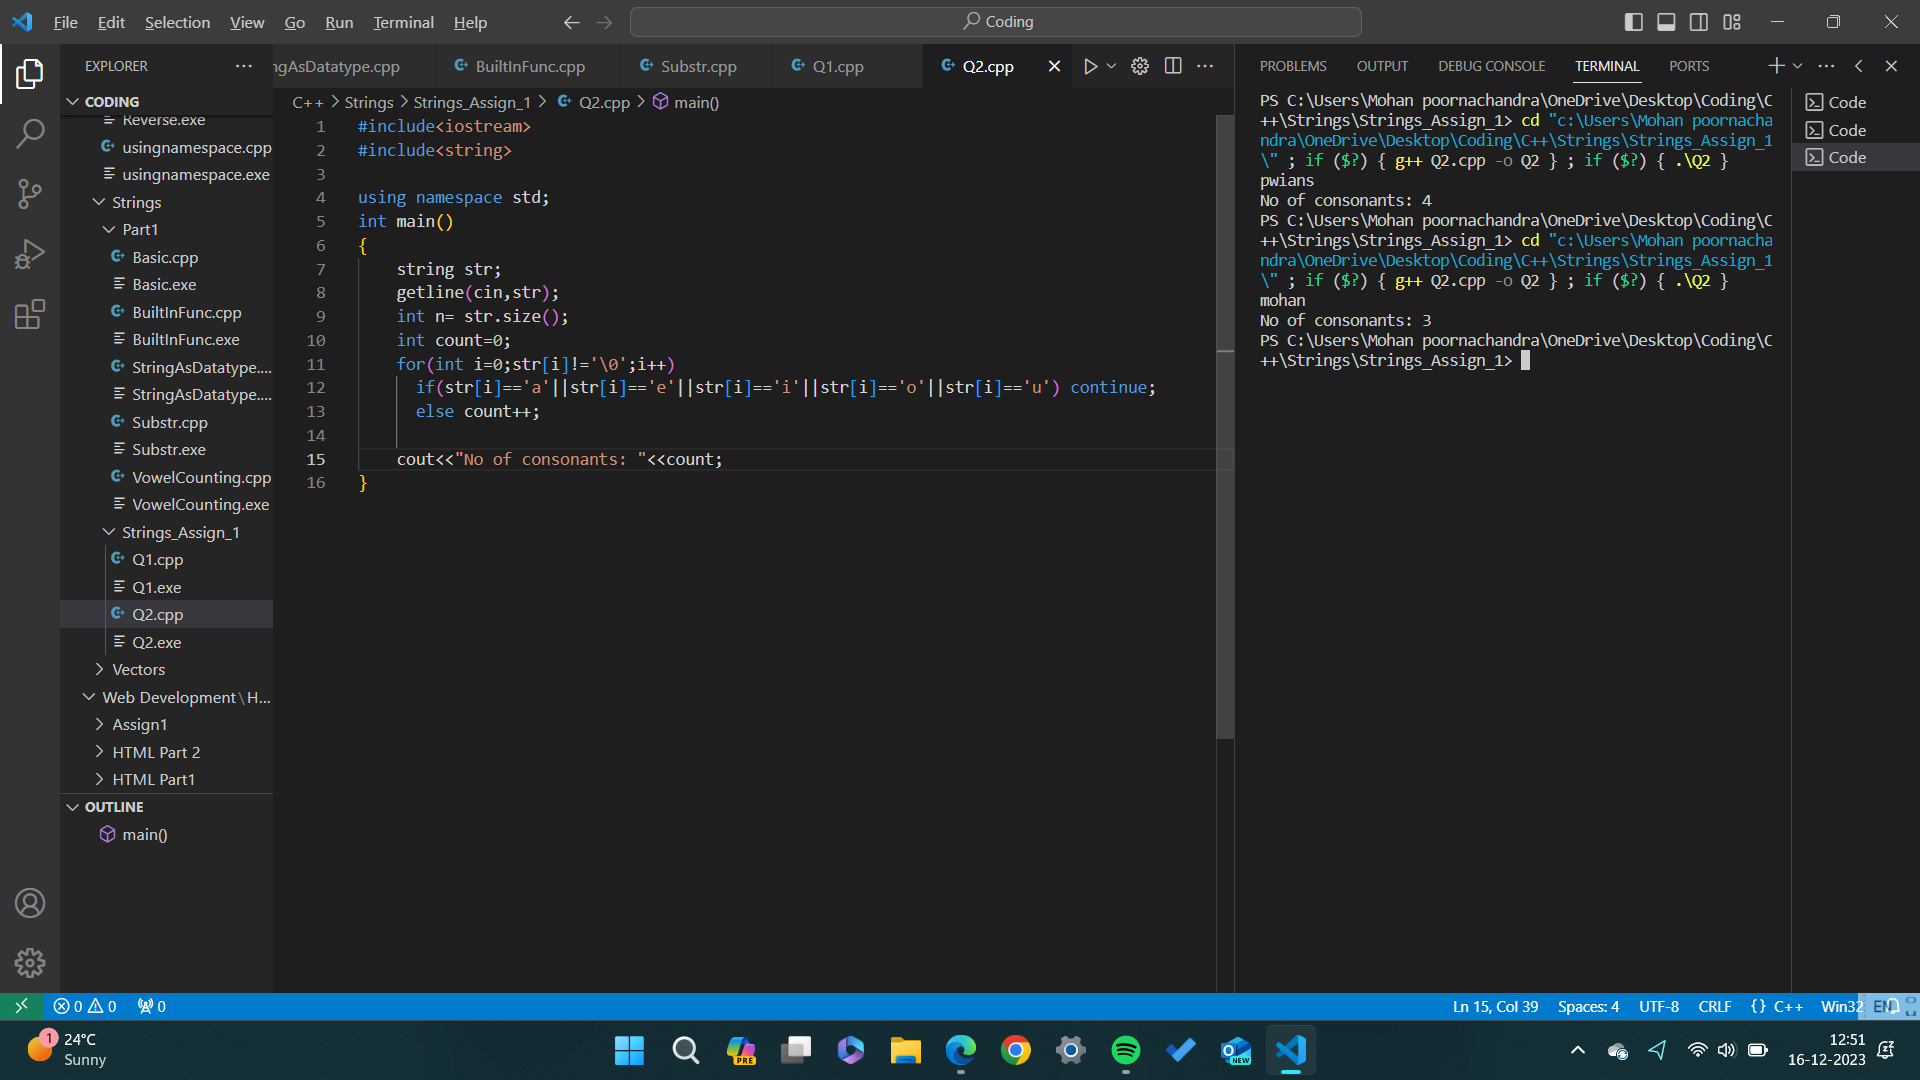 File Edit Selection View Go Run Terminal Help
Coding
EXPLORER
CODING
Reverse.exe
usingnamespace.cpp
usingnamespace.exe
Strings
Part1
Basic.cpp
Basic.exe
BuiltInFunc.cpp
BuiltInFunc.exe
StringAsDatatype....
StringAsDatatype....
Substr.cpp
Substr.exe
VowelCounting.cpp
VowelCounting.exe
Strings_Assign_1
Q1.cpp
Q1.exe
Q2.cpp
Q2.exe
Vectors
Web Development\H...
Assign1
HTML Part 2
HTML Part1
OUTLINE
main()
ngAsDatatype.cpp BuiltInFunc.cpp Substr.cpp Q1.cpp Q2.cpp
C++ > Strings > Strings_Assign_1 > Q2.cpp > main()
1 #include<iostream>
2 #include<string>
3
4 using namespace std;
5 int main()
6 {
7 string str;
8 getline(cin,str);
9 int n= str.size();
10 int count=0;
11 for(int i=0;str[i]!='\0';i++)
12 if(str[i]=='a'||str[i]=='e'||str[i]=='i'||str[i]=='o'||str[i]=='u') continue;
13 else count++;
14
15 cout<<"No of consonants: "<<count;
16 }
PROBLEMS OUTPUT DEBUG CONSOLE TERMINAL PORTS
PS C:\Users\Mohan poornachandra\OneDrive\Desktop\Coding\C
++\Strings\Strings_Assign_1> cd "c:\Users\Mohan poornacha
ndra\OneDrive\Desktop\Coding\C++\Strings\Strings_Assign_1
\" ; if ($?) { g++ Q2.cpp -o Q2 } ; if ($?) { .\Q2 }
pwians
No of consonants: 4
PS C:\Users\Mohan poornachandra\OneDrive\Desktop\Coding\C
++\Strings\Strings_Assign_1> cd "c:\Users\Mohan poornacha
ndra\OneDrive\Desktop\Coding\C++\Strings\Strings_Assign_1
\" ; if ($?) { g++ Q2.cpp -o Q2 } ; if ($?) { .\Q2 }
mohan
No of consonants: 3
PS C:\Users\Mohan poornachandra\OneDrive\Desktop\Coding\C
++\Strings\Strings_Assign_1>
Code
Code
Code
0 0 0
Ln 15, Col 39 Spaces: 4 UTF-8 CRLF {} C++ Win32 EN
1
24°C
Sunny
PRE
NEW
12:51
16-12-2023